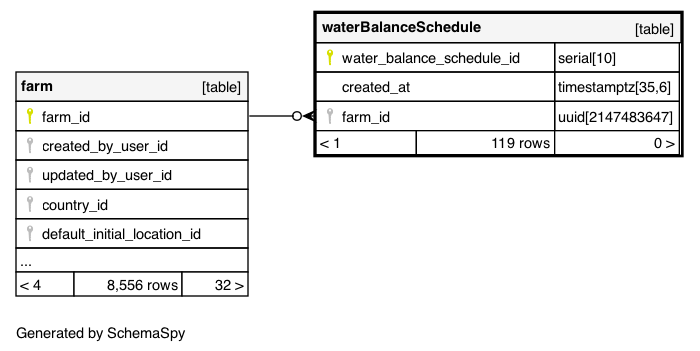 waterBalanceSchedule [table]
water_balance_schedule_id serial[10]
created_at timestamptz[35,6]
farm_id uuid[2147483647]
< 1 119 rows 0 >
farm [table]
farm_id
created_by_user_id
updated_by_user_id
country_id
default_initial_location_id
...
< 4 8,556 rows 32 >
Generated by SchemaSpy